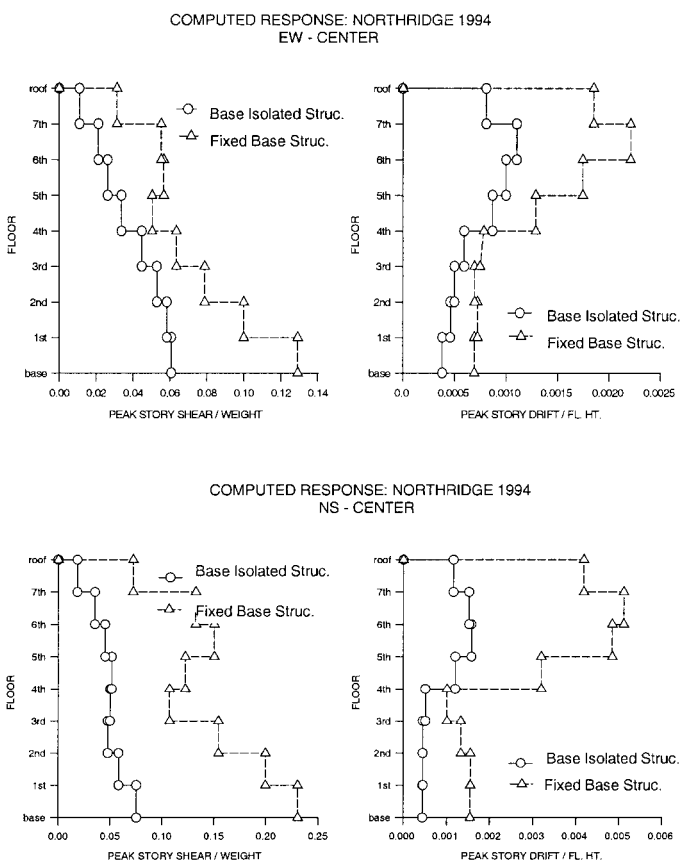 COMPUTED RESPONSE: NORTHRIDGE 1994
EW - CENTER
roof
7th
6th
5th
4th
3rd
2nd
1st
base
FLOOR
Base Isolated Struc.
Fixed Base Struc.
0.00 0.02 0.04 0.06 0.08 0.10 0.12 0.14
PEAK STORY SHEAR / WEIGHT
roof
7th
6th
5th
4th
3rd
2nd
1st
base
FLOOR
Base Isolated Struc.
Fixed Base Struc.
0.0 0.0005 0.0010 0.0015 0.0020 0.0025
PEAK STORY DRIFT / FL. HT.
COMPUTED RESPONSE: NORTHRIDGE 1994
NS - CENTER
roof
7th
6th
5th
4th
3rd
2nd
1st
base
FLOOR
Base Isolated Struc.
Fixed Base Struc.
0.00 0.05 0.10 0.15 0.20 0.25
PEAK STORY SHEAR / WEIGHT
roof
7th
6th
5th
4th
3rd
2nd
1st
base
FLOOR
Base Isolated Struc.
Fixed Base Struc.
0.000 0.001 0.002 0.003 0.004 0.005 0.006
PEAK STORY DRIFT / FL. HT.